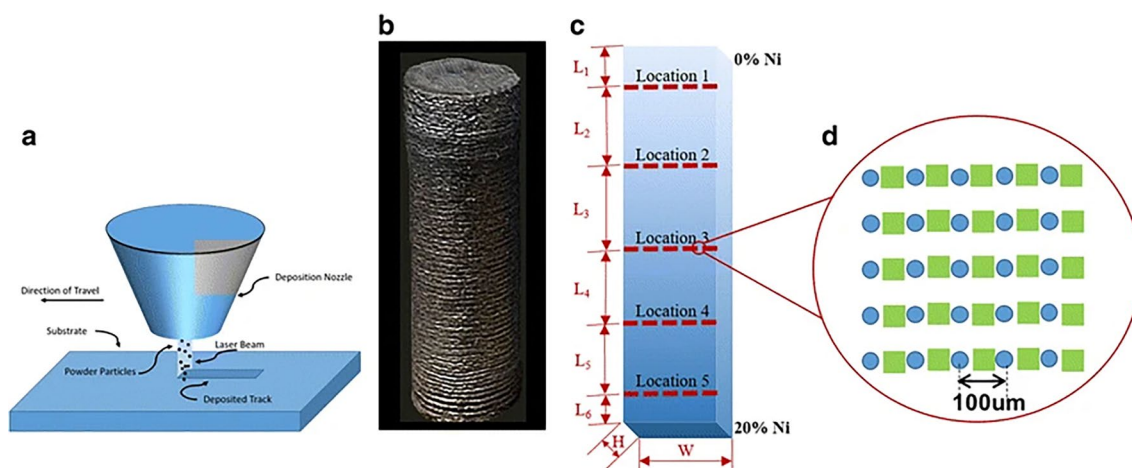 a
Deposition Nozzle
Direction of Travel
Substrate
Laser Beam
Powder Particles
Deposited Track
b
c
0% Ni
L1
Location 1
L2
Location 2
L3
Location 3
L4
Location 4
L5
Location 5
L6
20% Ni
H
W
d
100um